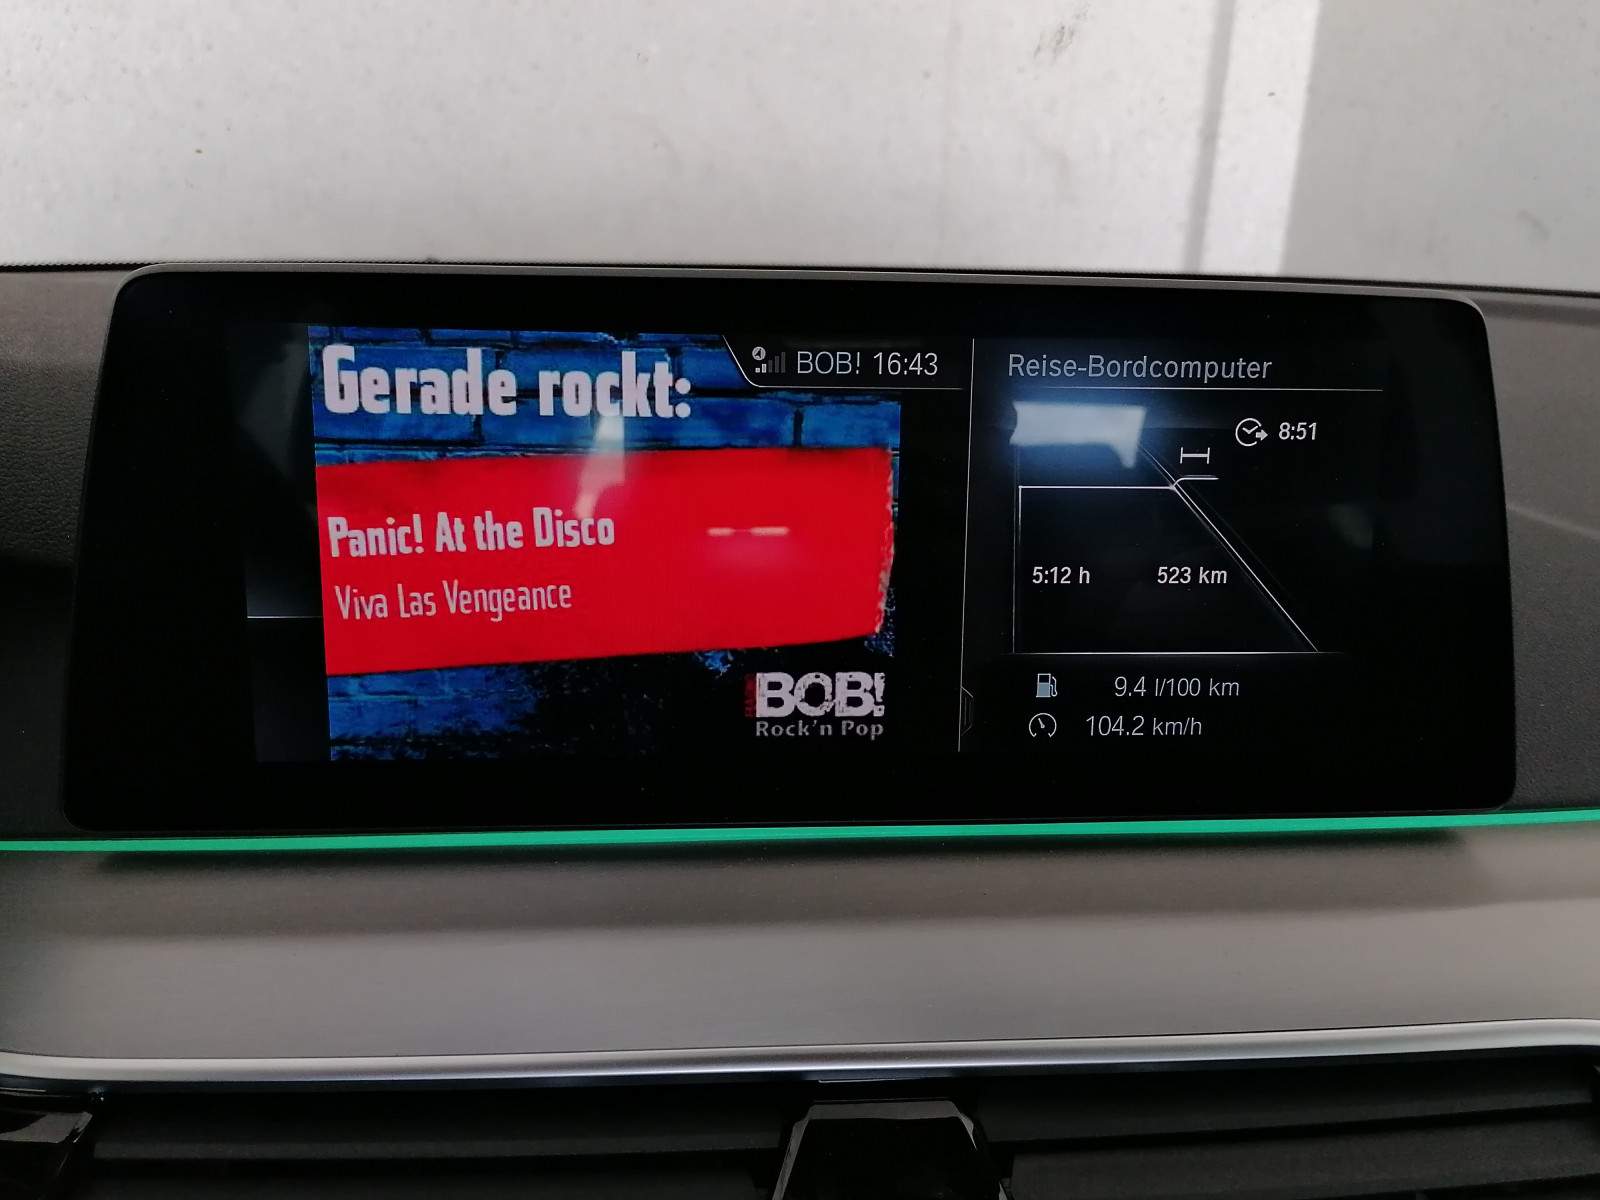 Gerade rockt:
Panic! At the Disco
Viva Las Vengeance
BOB!
Rock'n Pop
BOB! 16:43
Reise-Bordcomputer
8:51
5:12 h 523 km
9.4 l/100 km
104.2 km/h